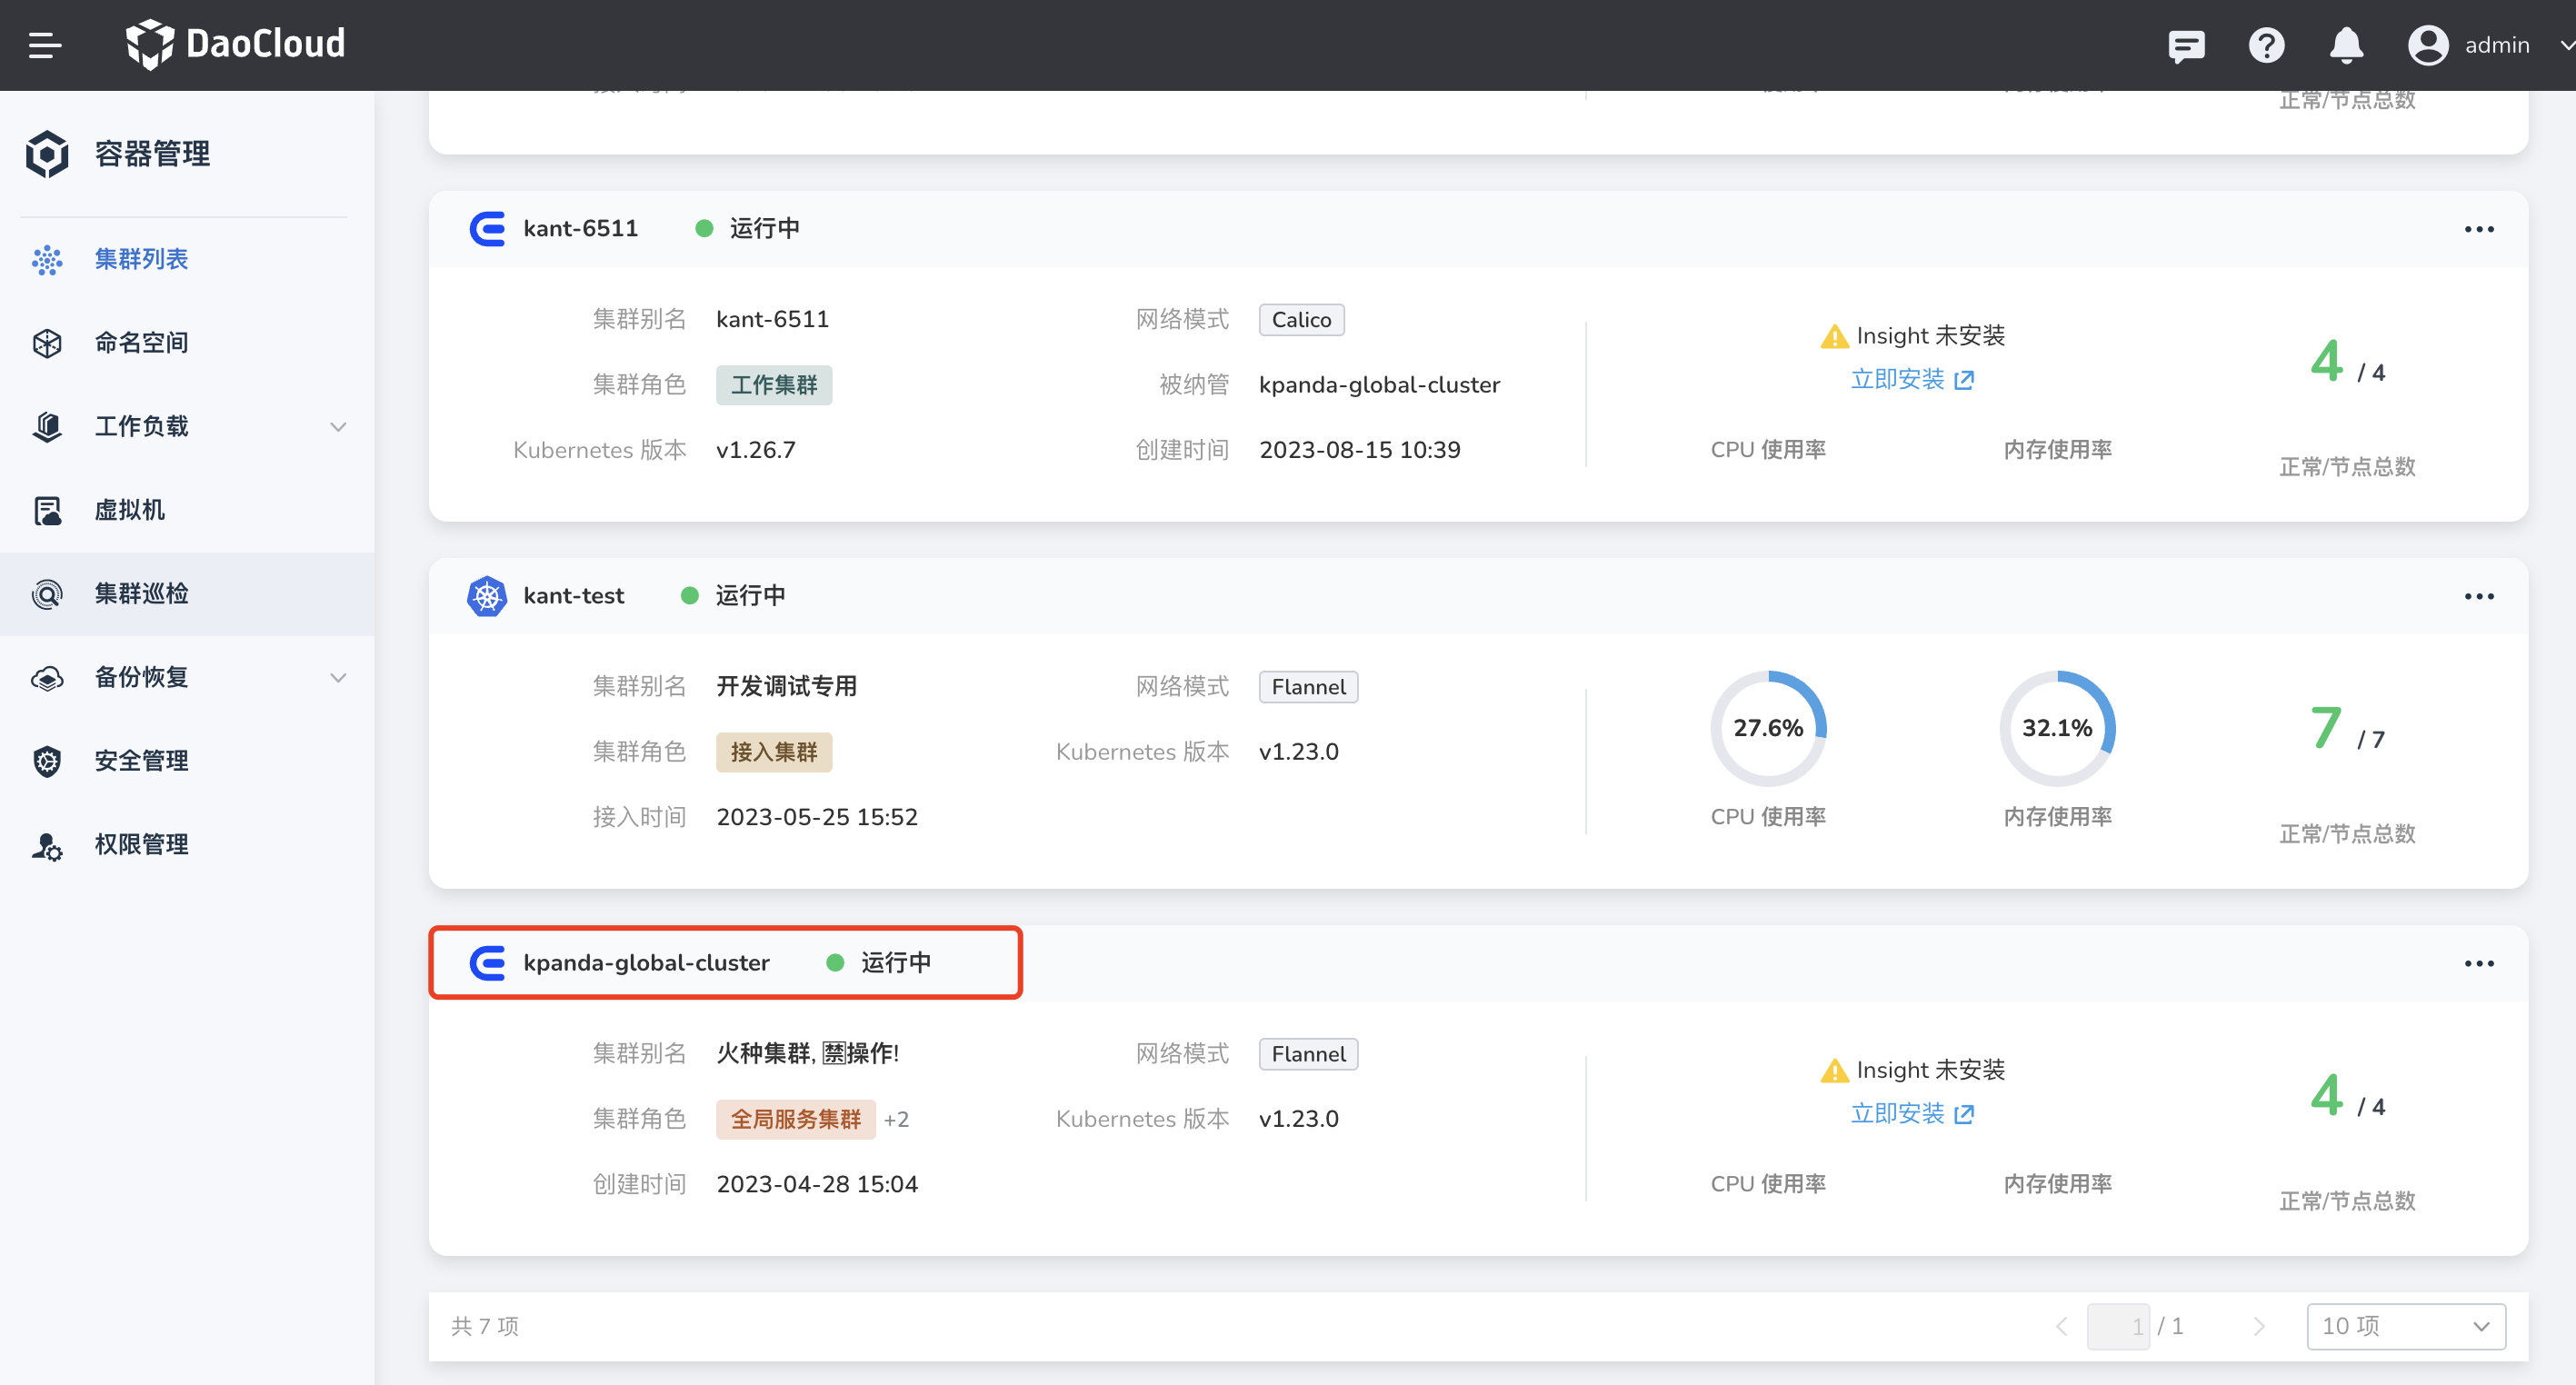 DaoCloud
admin
容器管理
集群列表
命名空间
工作负载
虚拟机
集群巡检
备份恢复
安全管理
权限管理
正常/节点总数
kant-6511
运行中
集群别名 kant-6511
网络模式 Calico
集群角色 工作集群
被纳管 kpanda-global-cluster
Kubernetes 版本 v1.26.7
创建时间 2023-08-15 10:39
Insight 未安装
立即安装
CPU 使用率
内存使用率
4 / 4
正常/节点总数
kant-test
运行中
集群别名 开发调试专用
网络模式 Flannel
集群角色 接入集群
Kubernetes 版本 v1.23.0
接入时间 2023-05-25 15:52
27.6%
CPU 使用率
32.1%
内存使用率
7 / 7
正常/节点总数
kpanda-global-cluster
运行中
集群别名 火种集群, 🈲操作!
网络模式 Flannel
集群角色 全局服务集群 +2
Kubernetes 版本 v1.23.0
创建时间 2023-04-28 15:04
Insight 未安装
立即安装
CPU 使用率
内存使用率
4 / 4
正常/节点总数
共 7 项
1 / 1
10 项